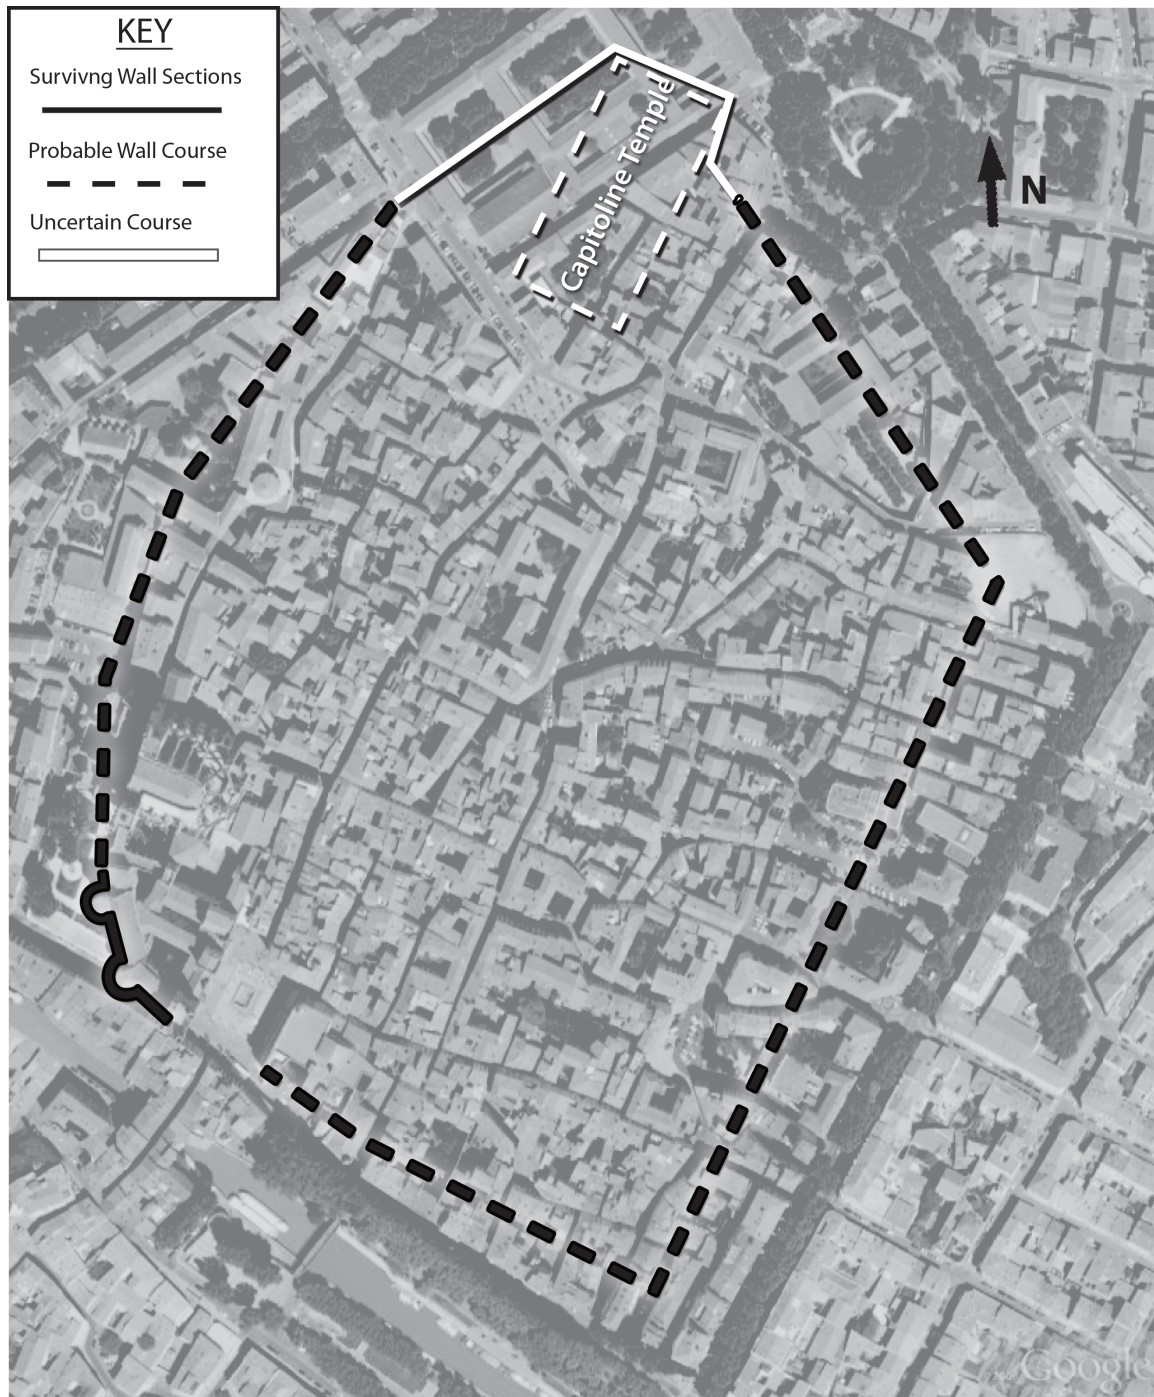 KEY
Survivng Wall Sections
Probable Wall Course
Uncertain Course
Capitoline Temple
N
Google